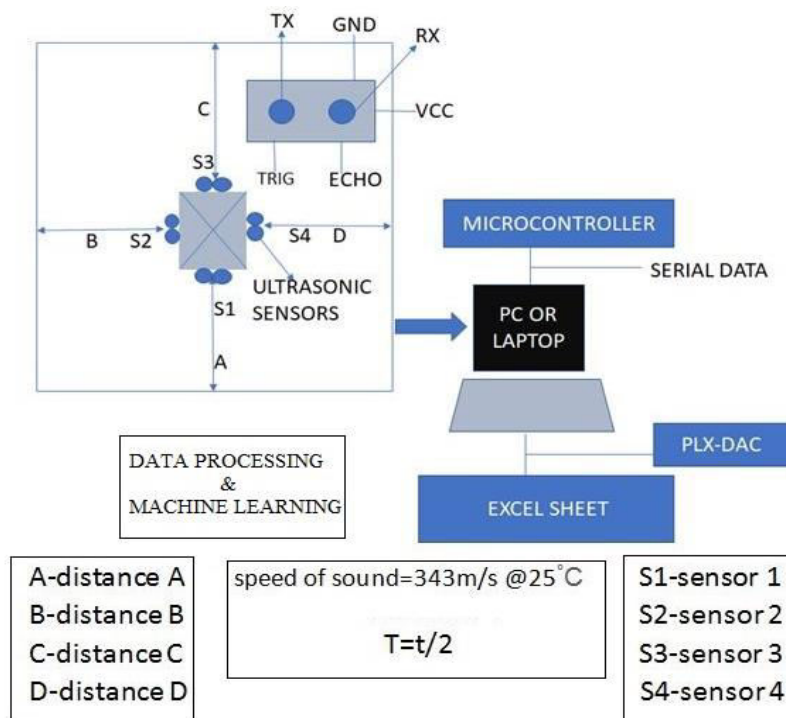 TX
GND
RX
C
VCC
S3
TRIG
ECHO
MICROCONTROLLER
B
S2
S4
D
SERIAL DATA
ULTRASONIC
SENSORS
S1
PC OR
LAPTOP
A
PLX-DAC
DATA PROCESSING
&
MACHINE LEARNING
EXCEL SHEET
A-distance A
B-distance B
C-distance C
D-distance D
speed of sound=343m/s @25°C
T=t/2
S1-sensor 1
S2-sensor 2
S3-sensor 3
S4-sensor 4